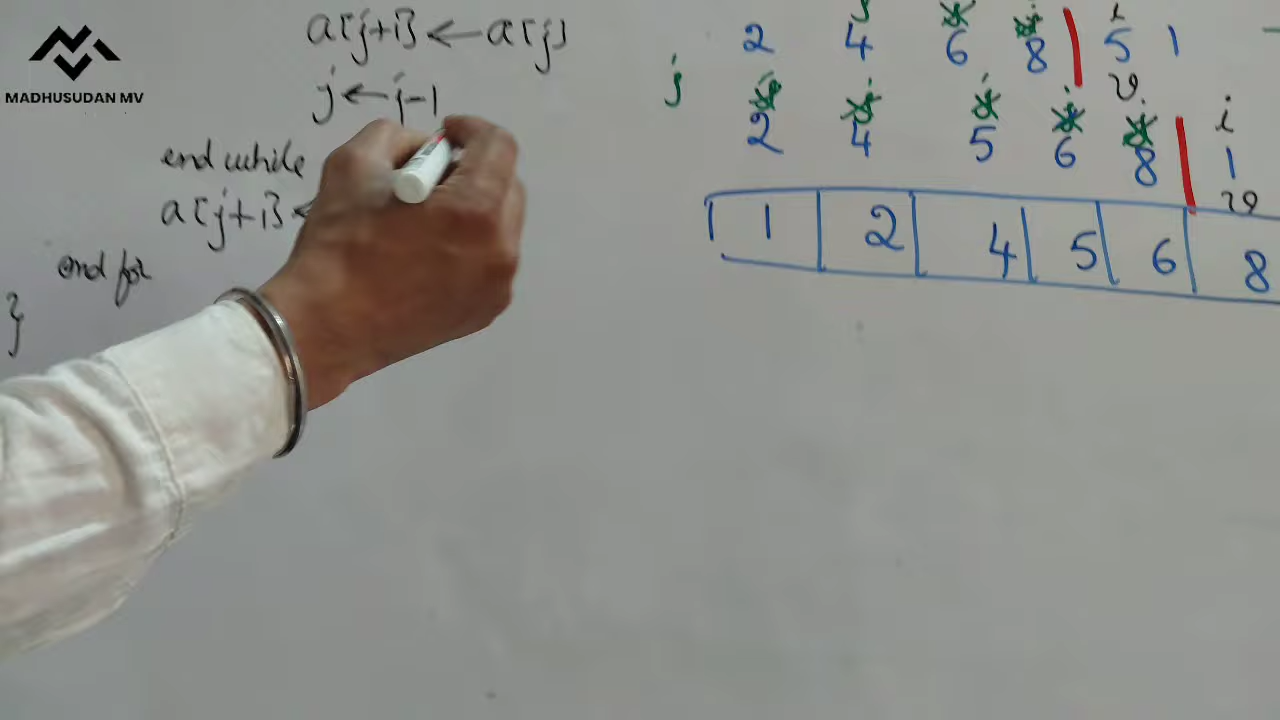 MADHUSUDAN MV
a[j+1] ← a[j]
j ← j-1
end while
a[j+1] ←
end for
}
2 4 6 8 | 5 1
j v i
2 4 5 6 8 | 1
v
1 2 4 5 6 8